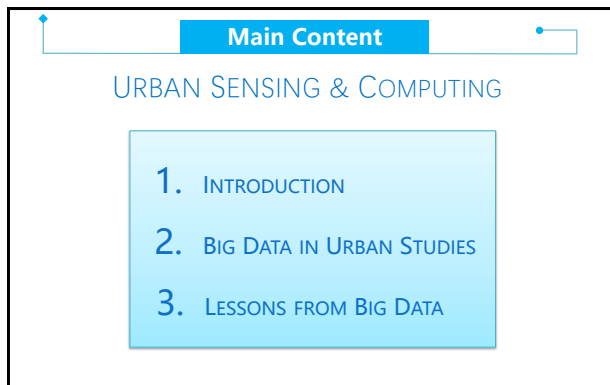 Main Content
URBAN SENSING & COMPUTING
1. INTRODUCTION
2. BIG DATA IN URBAN STUDIES
3. LESSONS FROM BIG DATA